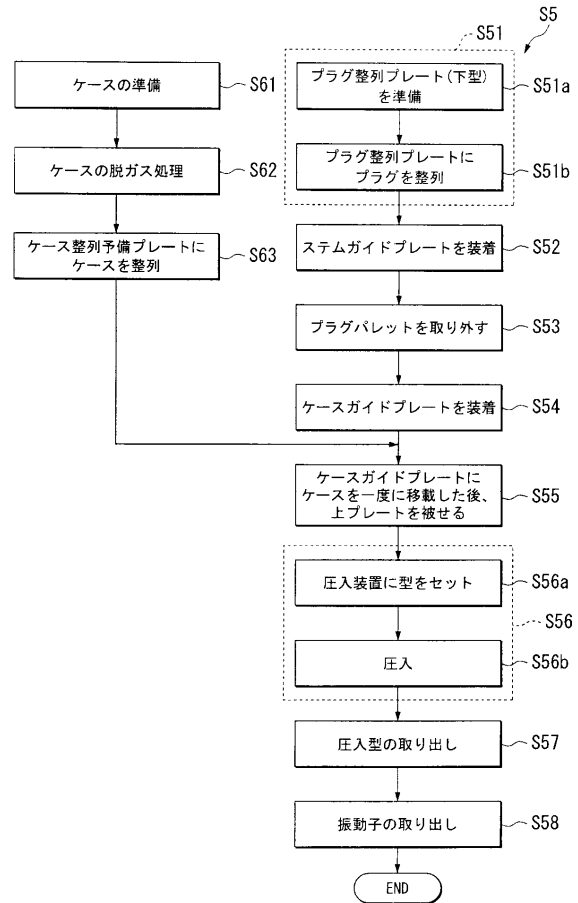 S5
S51
ケースの準備
S61
ケースの脱ガス処理
S62
ケース整列予備プレートに
ケースを整列
S63
プラグ整列プレート(下型)
を準備
S51a
プラグ整列プレートに
プラグを整列
S51b
ステムガイドプレートを装着
S52
プラグパレットを取り外す
S53
ケースガイドプレートを装着
S54
ケースガイドプレートに
ケースを一度に移載した後、
上プレートを被せる
S55
圧入装置に型をセット
S56a
S56
圧入
S56b
圧入型の取り出し
S57
振動子の取り出し
S58
END